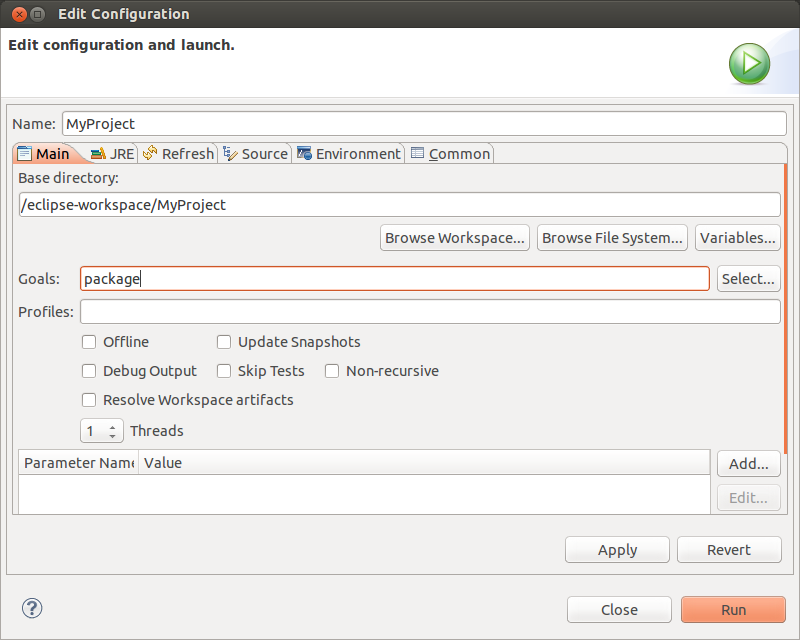 Edit Configuration
Edit configuration and launch.
Name: MyProject
Main JRE Refresh Source Environment Common
Base directory:
/eclipse-workspace/MyProject
Browse Workspace... Browse File System... Variables...
Goals: package Select...
Profiles:
Offline Update Snapshots
Debug Output Skip Tests Non-recursive
Resolve Workspace artifacts
1 Threads
Parameter Name Value Add...
Edit...
Apply Revert
? Close Run